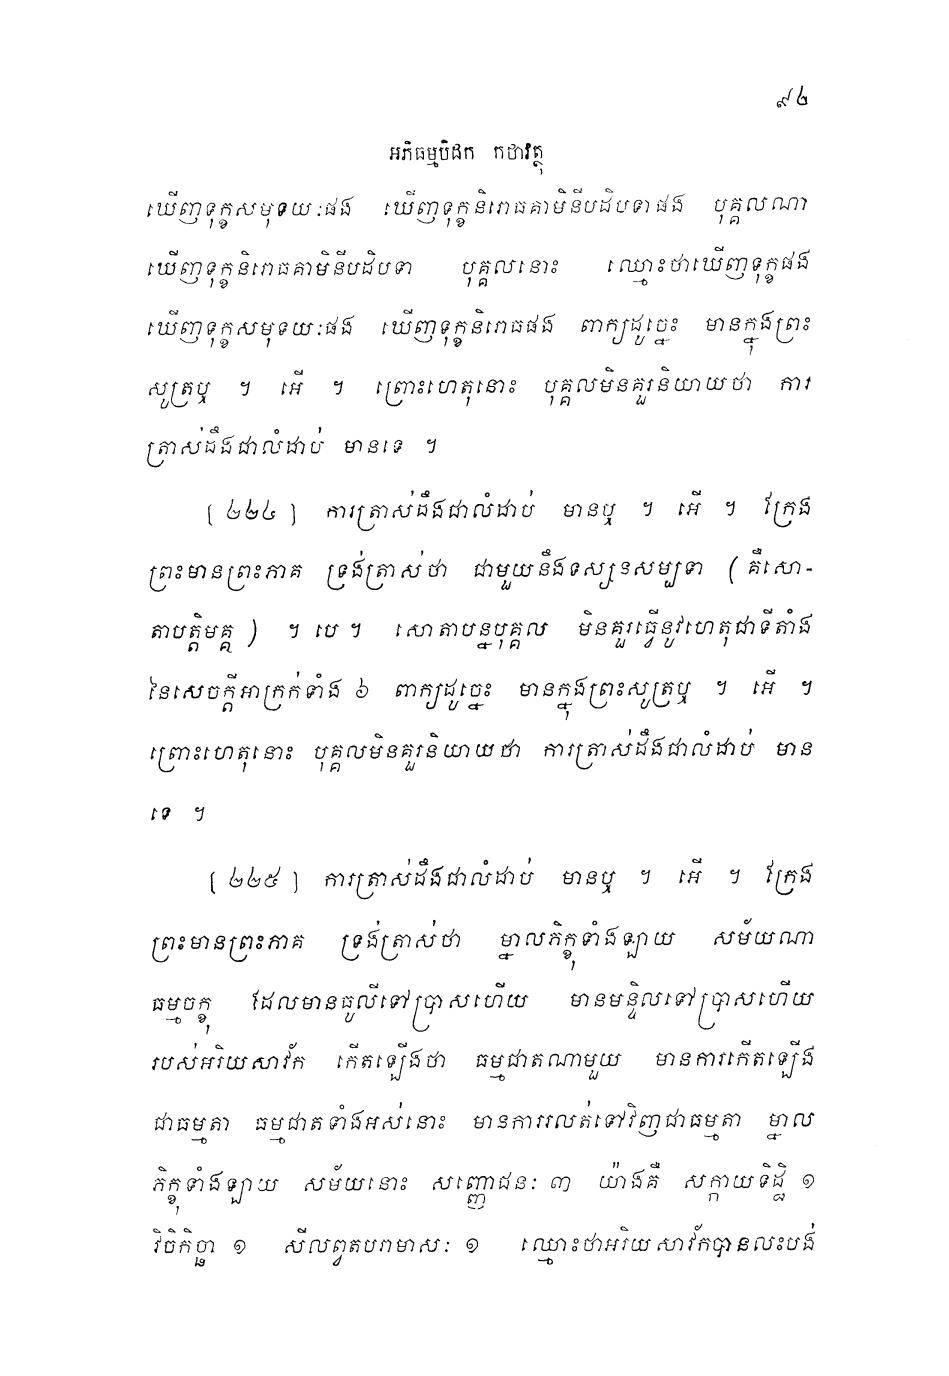 ៩៤
អភិធម្មបិដក កថាវត្ថុ
ឃើញទុក្ខសមុទយៈផង ឃើញទុក្ខនិរោធគាមិនីបដិបទាផង បុគ្គលណា
ឃើញទុក្ខនិរោធគាមិនីបដិបទា បុគ្គលនោះ ឈ្មោះថាឃើញទុក្ខផង
ឃើញទុក្ខសមុទយៈផង ឃើញទុក្ខនិរោធផង ពាក្យដូច្នេះ មានក្នុងព្រះ
សូត្រឬ ។ អើ ។ ព្រោះហេតុនោះ បុគ្គលមិនគួរនិយាយថា ការ
ត្រាស់ដឹងជាលំដាប់ មានទេ ។
[ ២២៤ ] ការត្រាស់ដឹងជាលំដាប់ មានឬ ។ អើ ។ ក្រែង
ព្រះមានព្រះភាគ ទ្រង់ត្រាស់ថា ជាមួយនឹងទស្សនសម្បទា ( គឺសោ-
តាបត្តិមគ្គ ) ។ បេ ។ សោតាបន្នបុគ្គល មិនគួរធ្វើនូវហេតុជាទីតាំង
នៃសេចក្តីអាក្រក់ទាំង ៦ ពាក្យដូច្នេះ មានក្នុងព្រះសូត្រឬ ។ អើ ។
ព្រោះហេតុនោះ បុគ្គលមិនគួរនិយាយថា ការត្រាស់ដឹងជាលំដាប់ មាន
ទេ ។
[ ២២៥ ] ការត្រាស់ដឹងជាលំដាប់ មានឬ ។ អើ ។ ក្រែង
ព្រះមានព្រះភាគ ទ្រង់ត្រាស់ថា ម្នាលភិក្ខុទាំងឡាយ សម័យណា
ធម្មចក្ខុ ដែលមានធូលីទៅប្រាសហើយ មានមន្ទិលទៅប្រាសហើយ
របស់អរិយសាវ័ក កើតឡើងថា ធម្មជាតណាមួយ មានការកើតឡើង
ជាធម្មតា ធម្មជាតទាំងអស់នោះ មានការរលត់ទៅវិញជាធម្មតា ម្នាល
ភិក្ខុទាំងឡាយ សម័យនោះ សញ្ញោជនៈ ៣ យ៉ាងគឺ សក្កាយទិដ្ឋិ ១
វិចិកិច្ឆា ១ សីលព្វតបរាមាសៈ ១ ឈ្មោះថាអរិយសាវ័កបានលះបង់